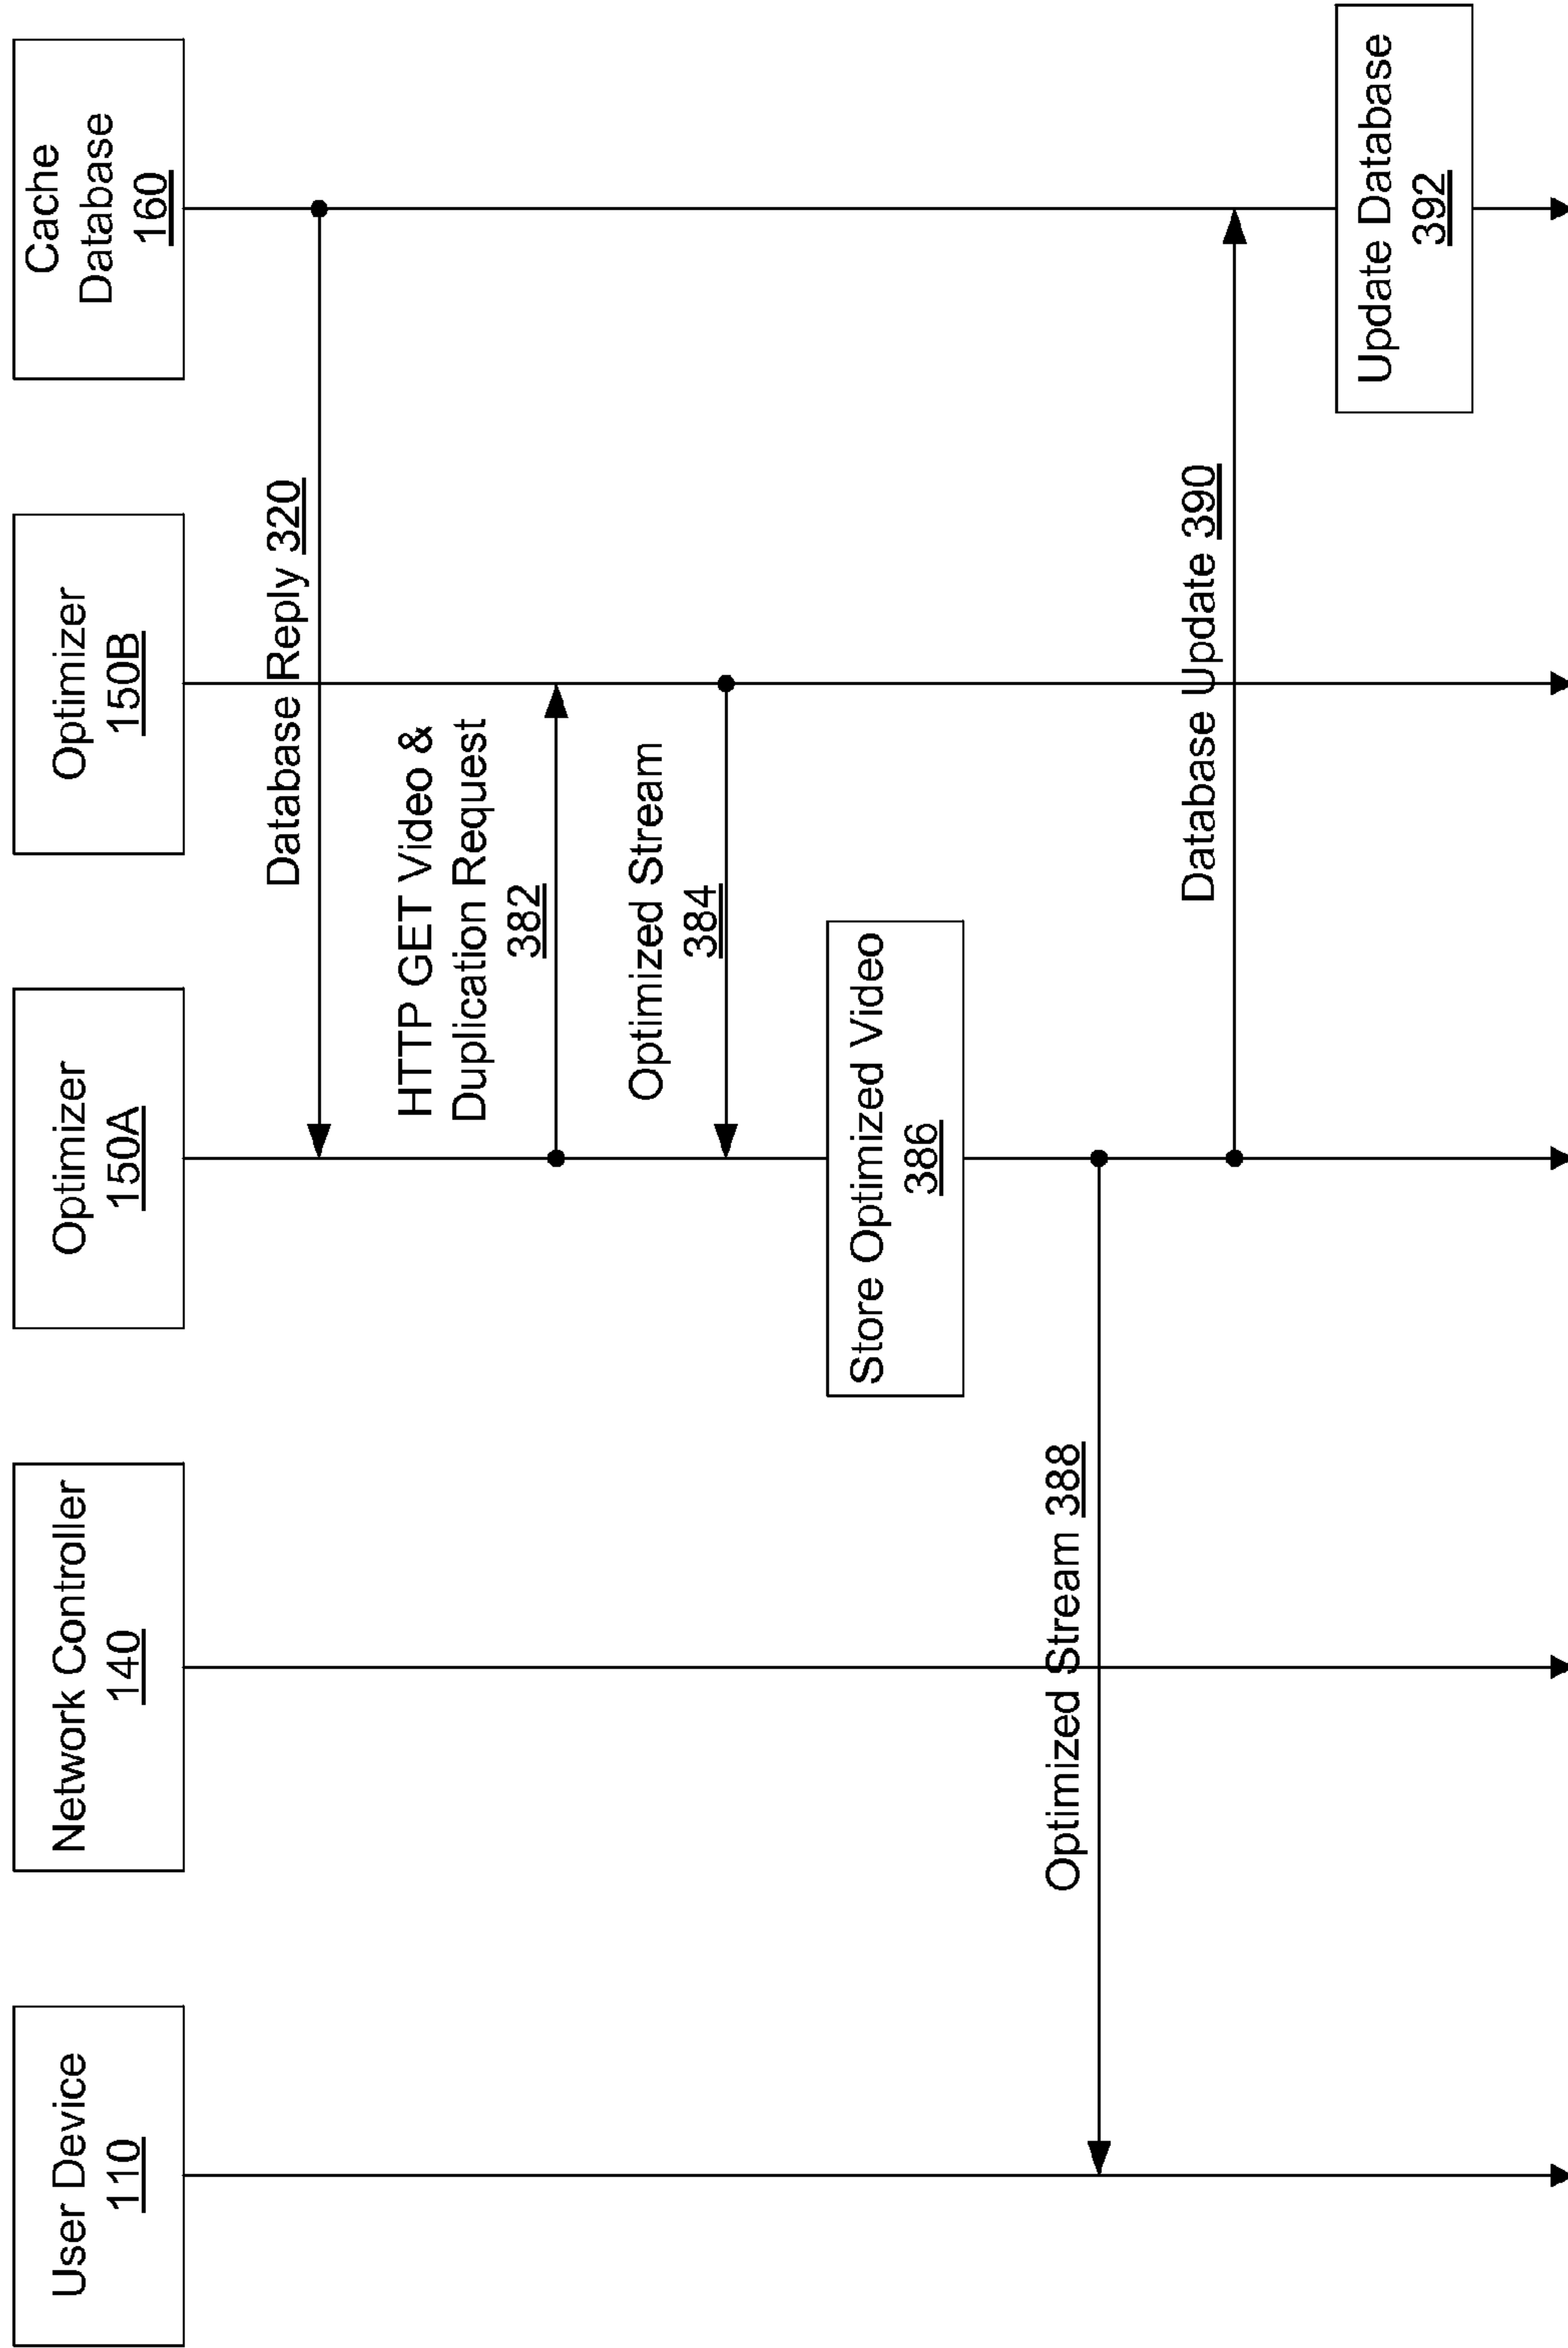 User Device
110
Network Controller
140
Optimizer
150A
Optimizer
150B
Cache
Database
160
Database Reply 320
HTTP GET Video &
Duplication Request
382
Optimized Stream
384
Store Optimized Video
386
Optimized Stream 388
Database Update 390
Update Database
392